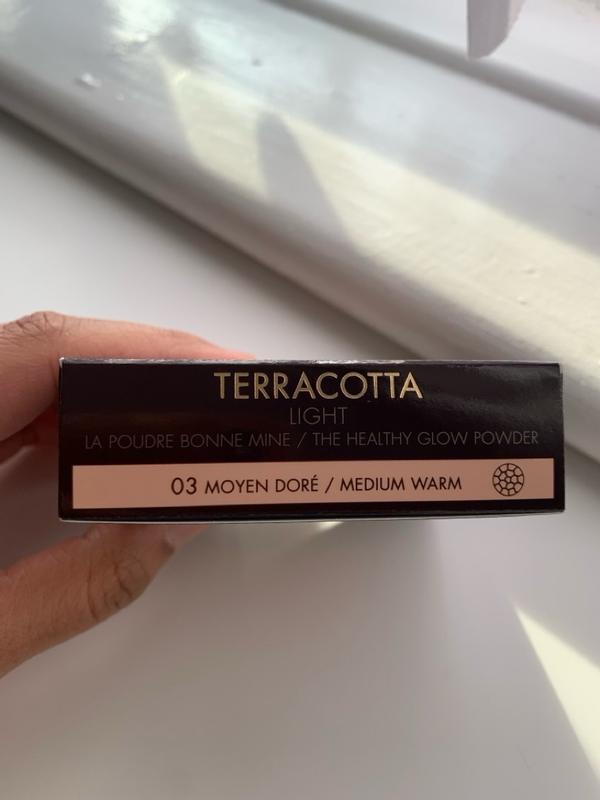 TERRACOTTA
LIGHT
LA POUDRE BONNE MINE / THE HEALTHY GLOW POWDER
03 MOYEN DORÉ / MEDIUM WARM